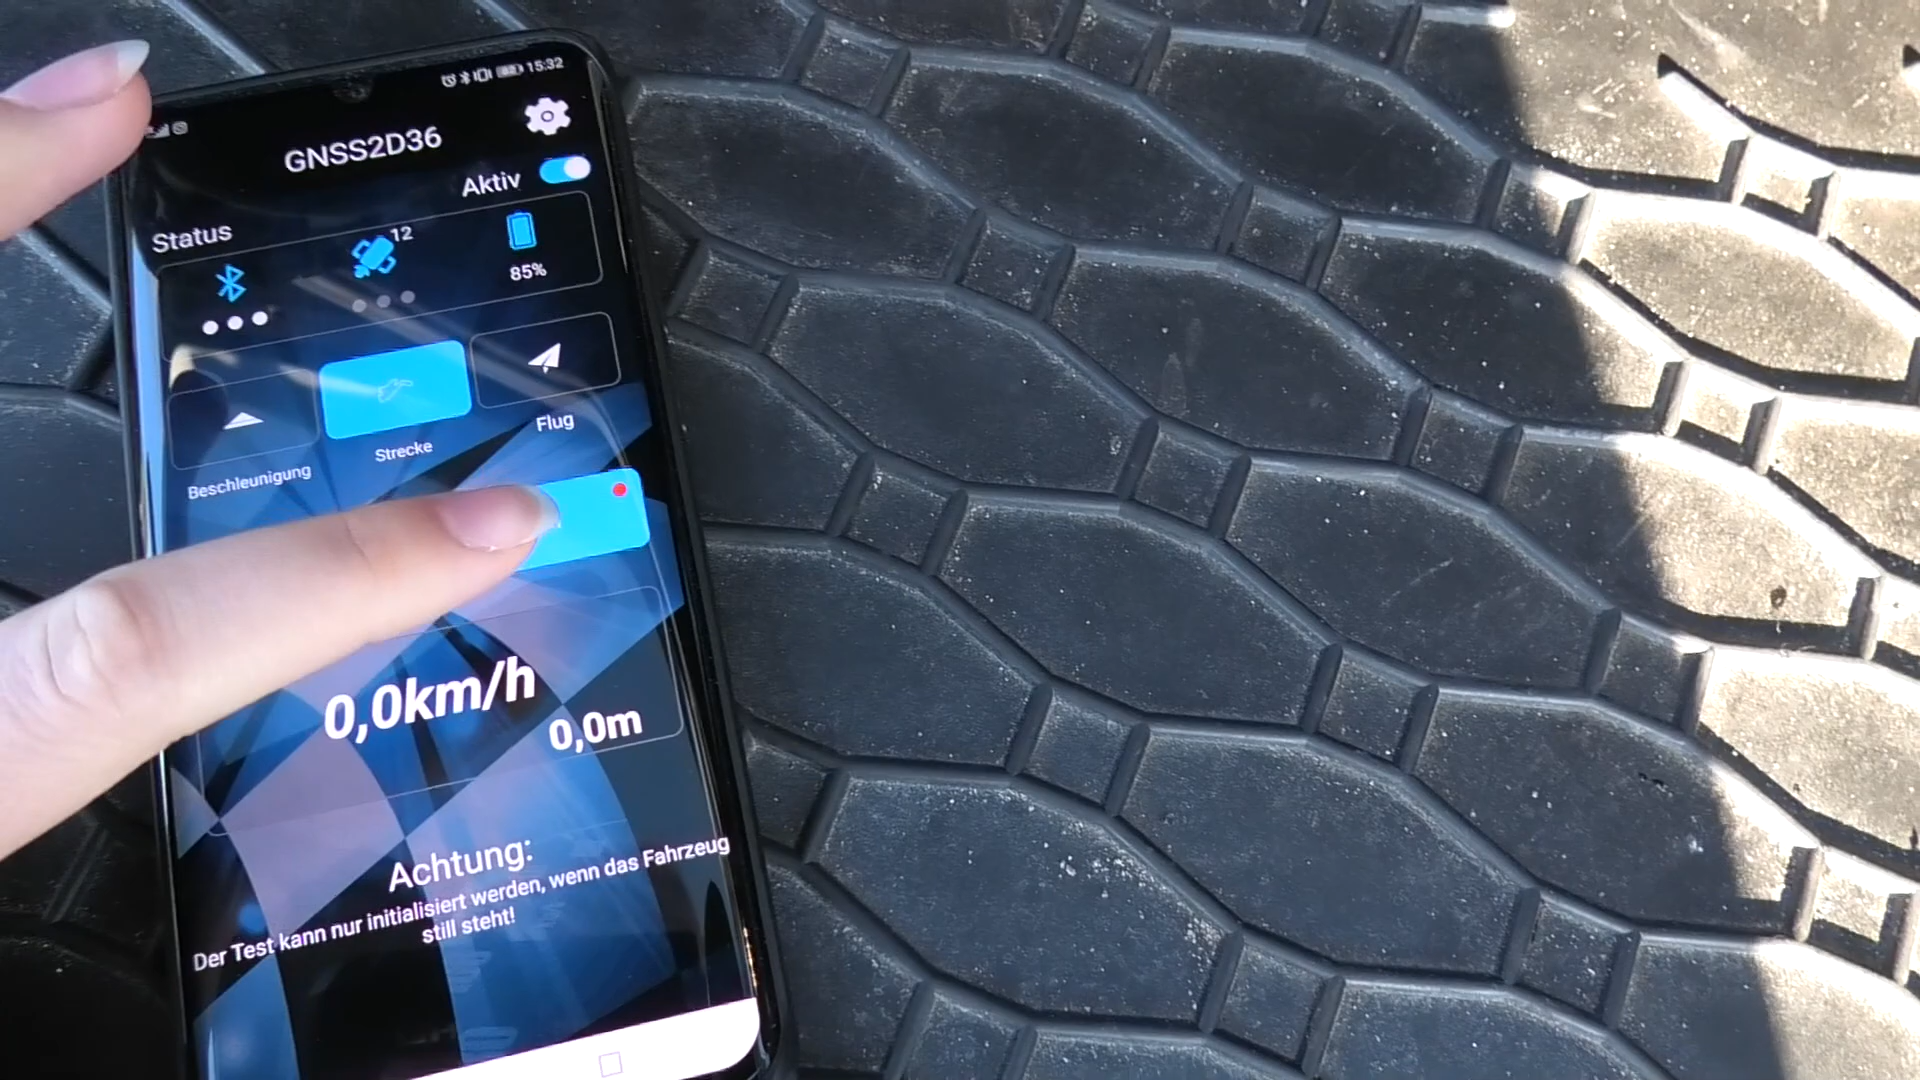 15:32
GNSS2D36
Aktiv
Status
12
85%
Beschleunigung
Strecke
Flug
0,0km/h
0,0m
Achtung:
Der Test kann nur initialisiert werden, wenn das Fahrzeug
still steht!